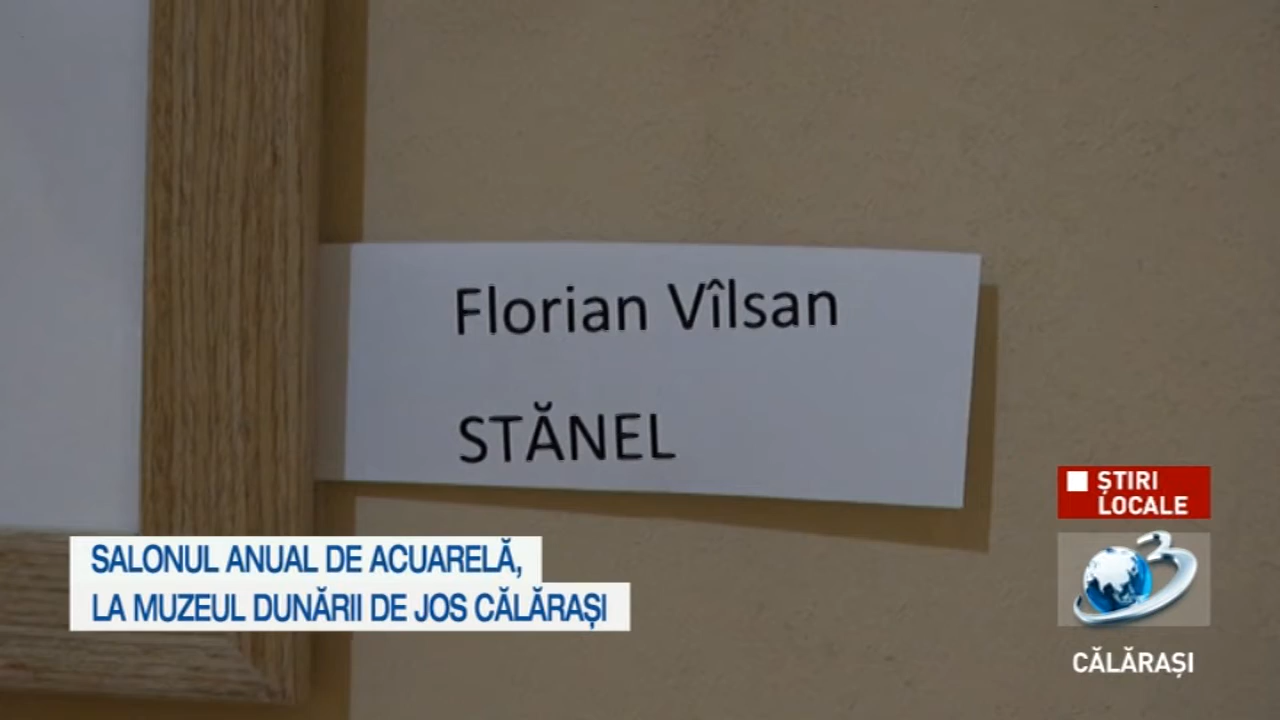 Florian Vîlsan
STĂNEL
SALONUL ANUAL DE ACUARELĂ,
LA MUZEUL DUNĂRII DE JOS CĂLĂRAȘI
ȘTIRI
LOCALE
3
CĂLĂRAȘI